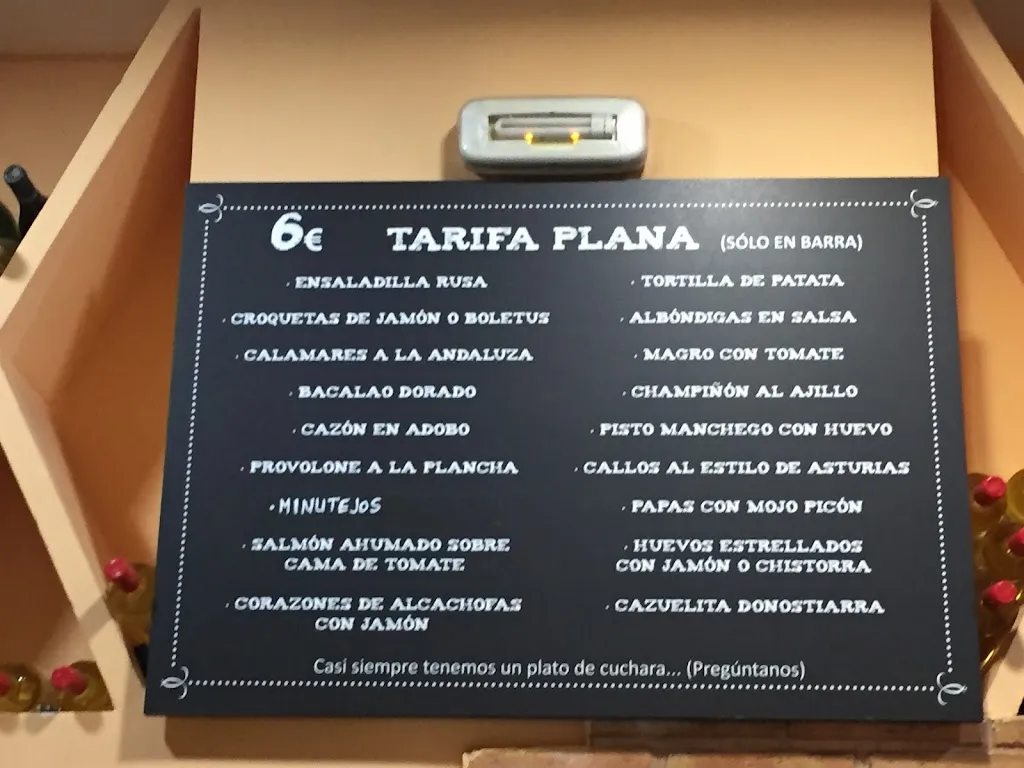 6€ TARIFA PLANA (SÓLO EN BARRA)
· ENSALADILLA RUSA
· CROQUETAS DE JAMÓN O BOLETUS
· CALAMARES A LA ANDALUZA
· BACALAO DORADO
· CAZÓN EN ADOBO
· PROVOLONE A LA PLANCHA
· MINUTEJOS
· SALMÓN AHUMADO SOBRE
CAMA DE TOMATE
· CORAZONES DE ALCACHOFAS
CON JAMÓN
· TORTILLA DE PATATA
· ALBÓNDIGAS EN SALSA
· MAGRO CON TOMATE
· CHAMPIÑÓN AL AJILLO
· PISTO MANCHEGO CON HUEVO
· CALLOS AL ESTILO DE ASTURIAS
· PAPAS CON MOJO PICÓN
· HUEVOS ESTRELLADOS
CON JAMÓN O CHISTORRA
· CAZUELITA DONOSTIARRA
Casi siempre tenemos un plato de cuchara... (Pregúntanos)